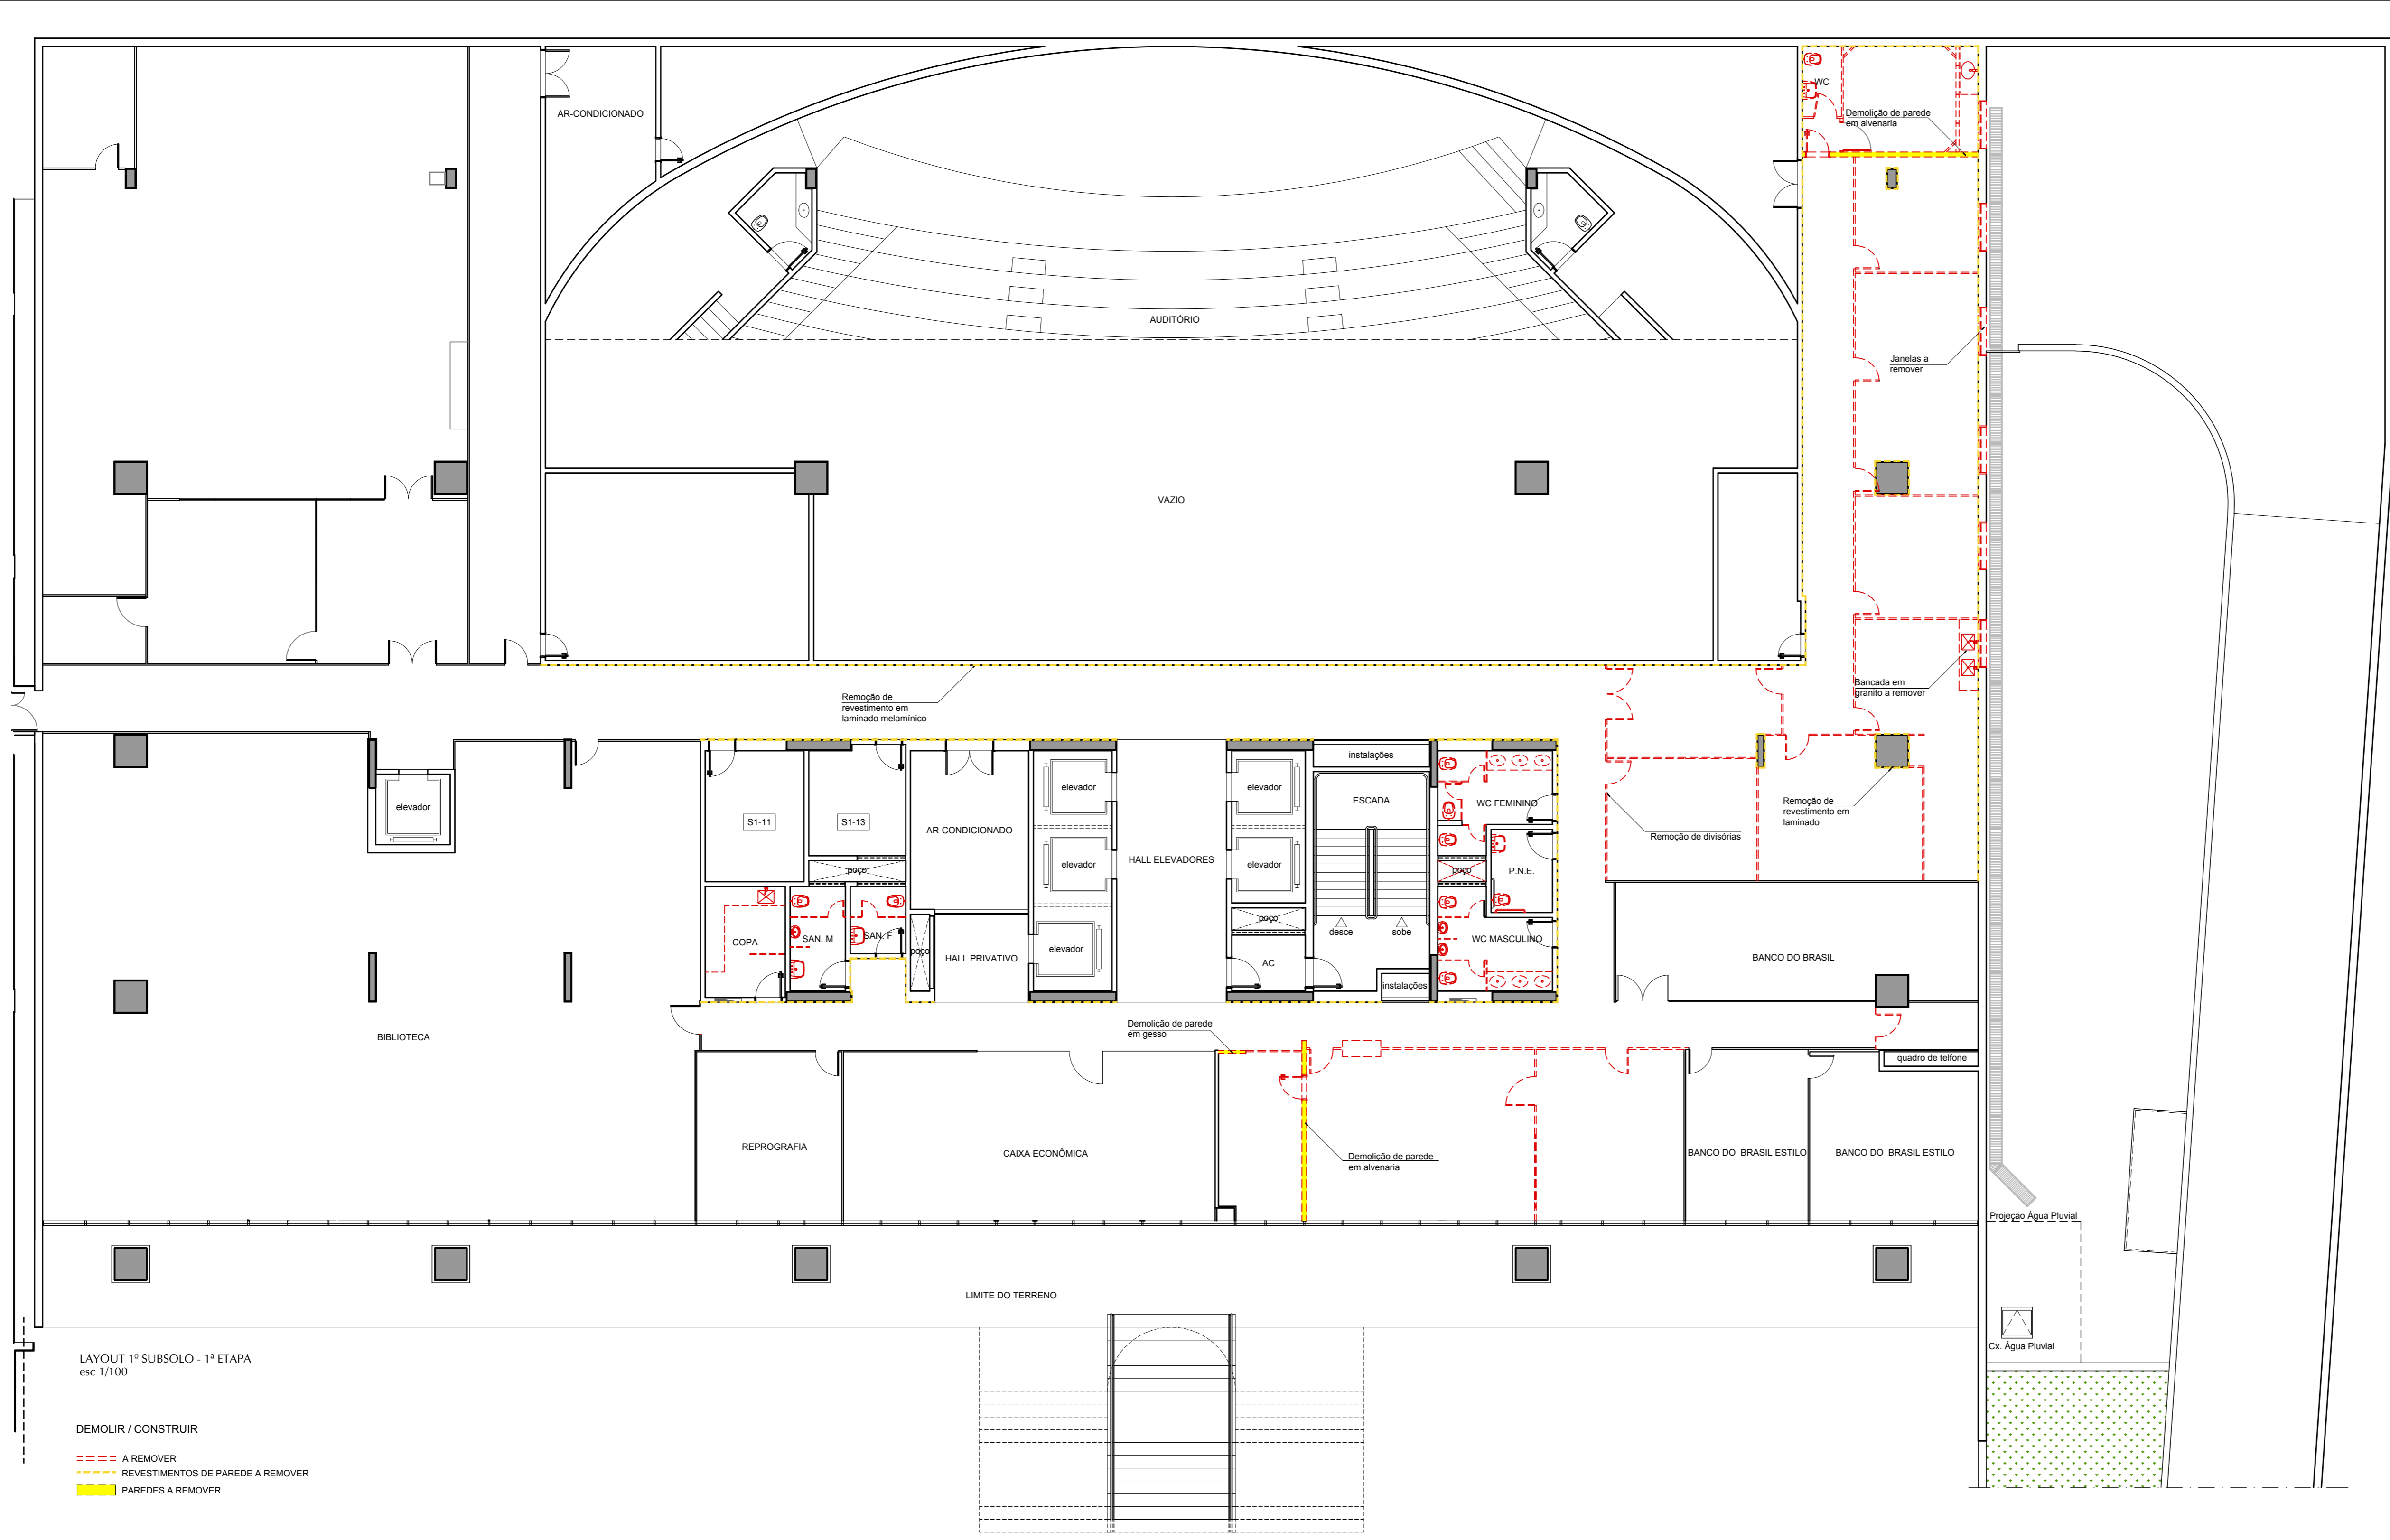 AR-CONDICIONADO
WC
Demolição de parede
em alvenaria
AUDITÓRIO
Janelas a
remover
VAZIO
Remoção de
revestimento em
laminado melamínico
Bancada em
granito a remover
instalações
elevador
elevador
elevador
ESCADA
WC FEMININO
Remoção de
revestimento em
laminado
S1-11
S1-13
AR-CONDICIONADO
Remoção de divisórias
HALL ELEVADORES
elevador
elevador
poço
poço
P.N.E.
poço
desce
sobe
COPA
SAN. M
SAN. F
poço
HALL PRIVATIVO
elevador
AC
WC MASCULINO
BANCO DO BRASIL
instalações
BIBLIOTECA
Demolição de parede
em gesso
quadro de telfone
REPROGRAFIA
CAIXA ECONÔMICA
Demolição de parede
em alvenaria
BANCO DO BRASIL ESTILO
BANCO DO BRASIL ESTILO
Projeção Água Pluvial
LIMITE DO TERRENO
Cx. Água Pluvial
LAYOUT 1º SUBSOLO - 1ª ETAPA
esc 1/100
DEMOLIR / CONSTRUIR
A REMOVER
REVESTIMENTOS DE PAREDE A REMOVER
PAREDES A REMOVER